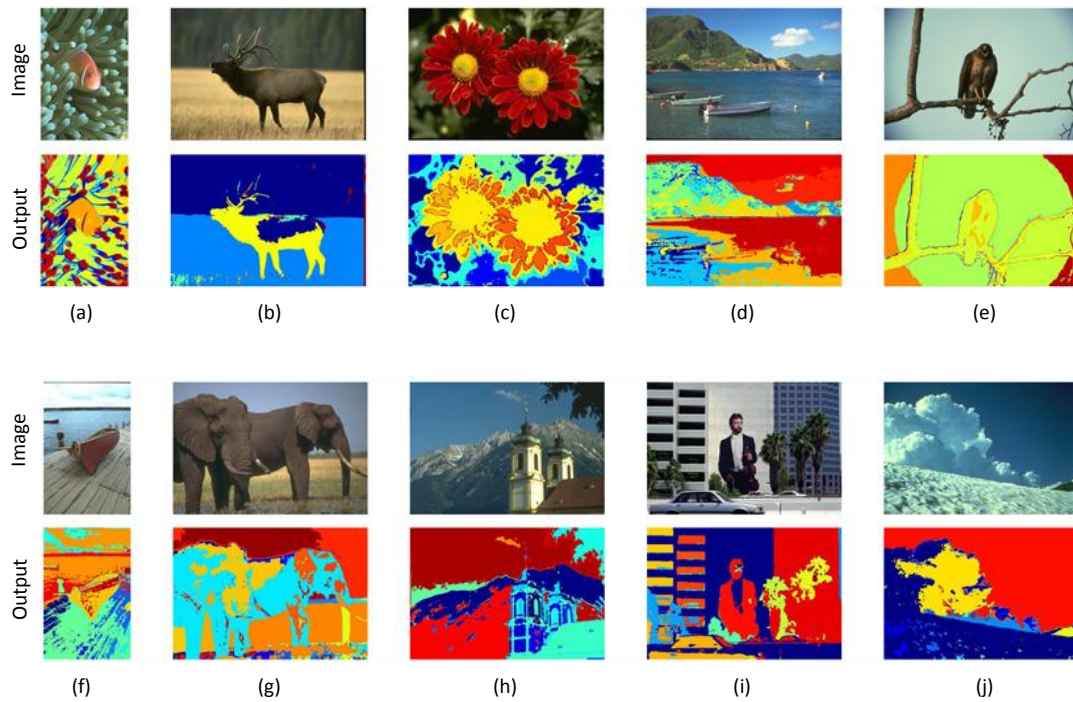 Image
Output
(a) (b) (c) (d) (e)
Image
Output
(f) (g) (h) (i) (j)